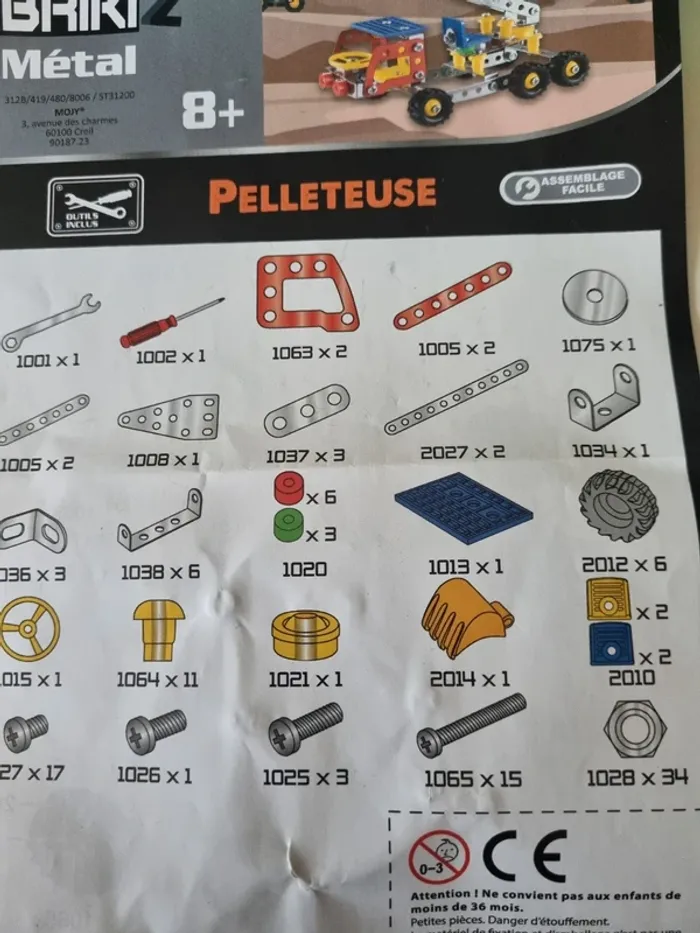 BRIKI
Métal
3128/419/480/8006 / ST31200
MOJY®
3, avenue des charmes
60100 Creil
90187.23
8+
OUTILS
INCLUS
PELLETEUSE
ASSEMBLAGE
FACILE
1001 x 1
1002 x 1
1063 x 2
1005 x 2
1075 x 1
1005 x 2
1008 x 1
1037 x 3
2027 x 2
1034 x 1
036 x 3
1038 x 6
x 6
x 3
1020
1013 x 1
2012 x 6
015 x 1
1064 x 11
1021 x 1
2014 x 1
x 2
x 2
2010
27 x 17
1026 x 1
1025 x 3
1065 x 15
1028 x 34
0-3
CE
Attention ! Ne convient pas aux enfants de
moins de 36 mois.
Petites pièces. Danger d'étouffement.